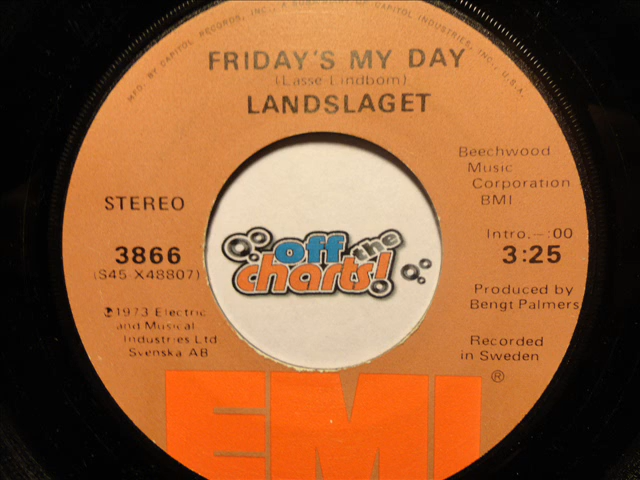 MFD. BY CAPITOL RECORDS, INC., A SUBSIDIARY OF CAPITOL INDUSTRIES, INC., U.S.A.
FRIDAY'S MY DAY
(Lasse Lindbom)
LANDSLAGET
Beechwood
Music
Corporation
BMI
STEREO
Intro.–:00
3866
3:25
(S45-X48807)
Produced by
Bengt Palmers
℗1973 Electric
and Musical
Industries Ltd
Svenska AB
Recorded
in Sweden
off the
charts!
EMI ®